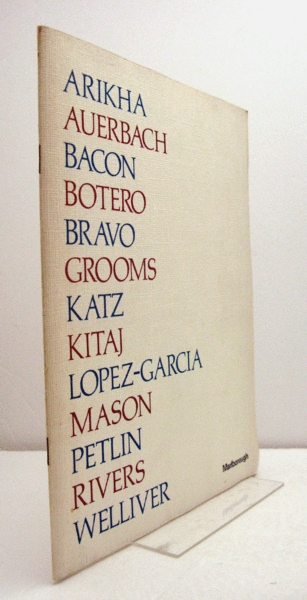 ARIKHA
AUERBACH
BACON
BOTERO
BRAVO
GROOMS
KATZ
KITAJ
LOPEZ-GARCIA
MASON
PETLIN
RIVERS
WELLIVER
Marlborough